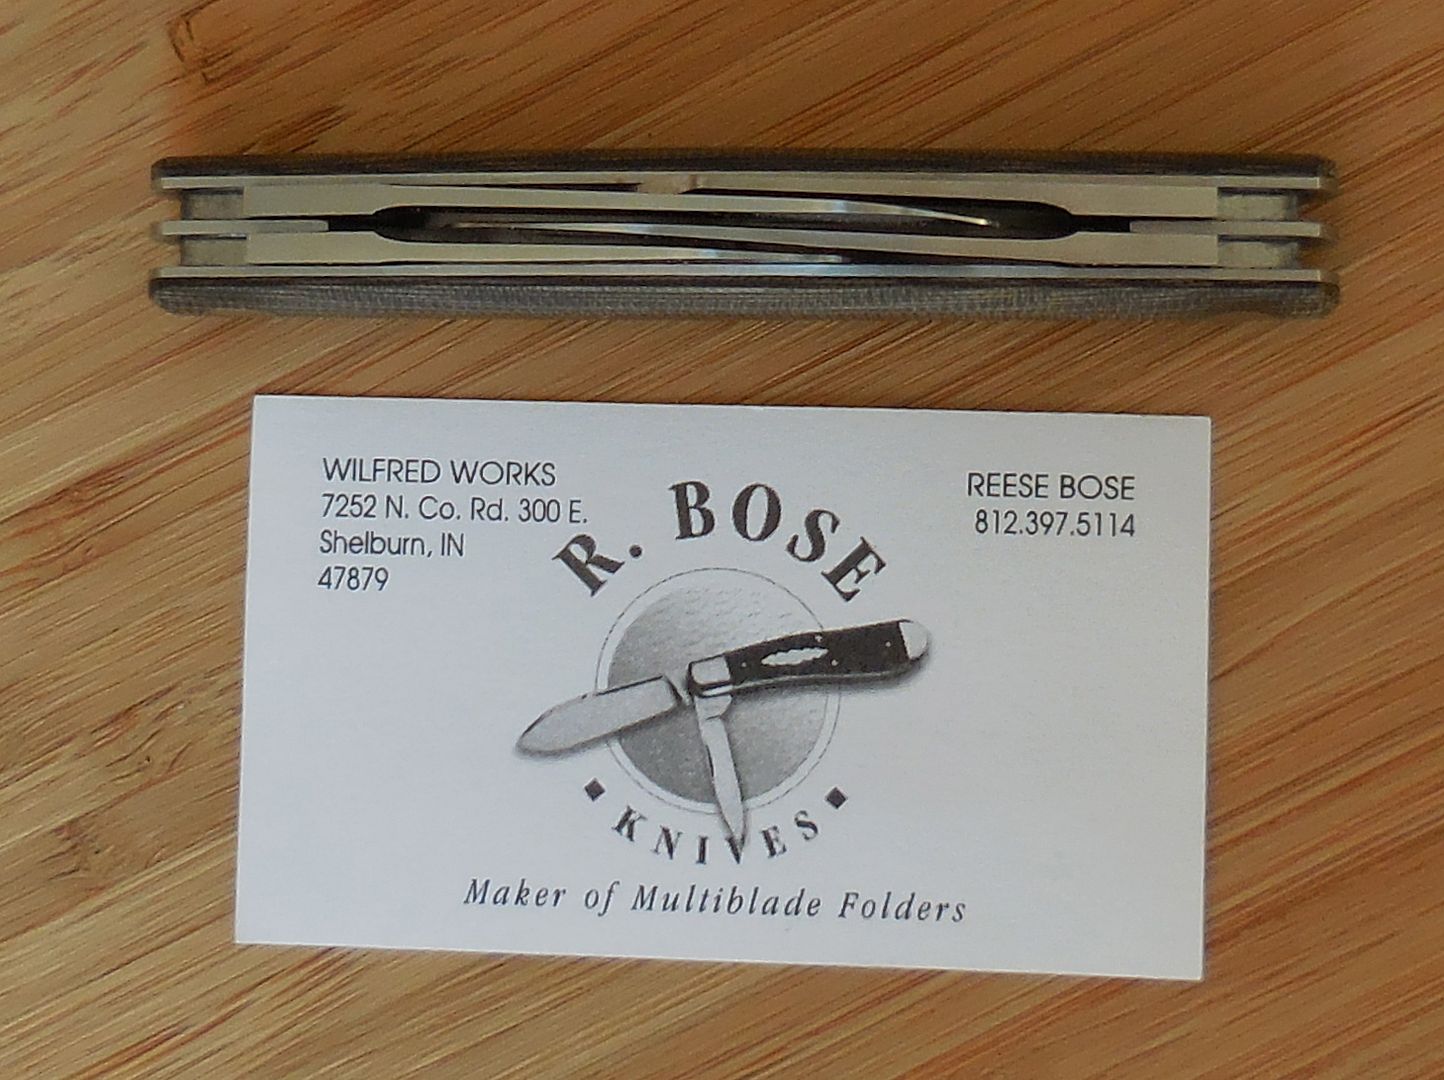 WILFRED WORKS
7252 N. Co. Rd. 300 E.
Shelburn, IN
47879
REESE BOSE
812.397.5114
R. BOSE
KNIVES
Maker of Multiblade Folders